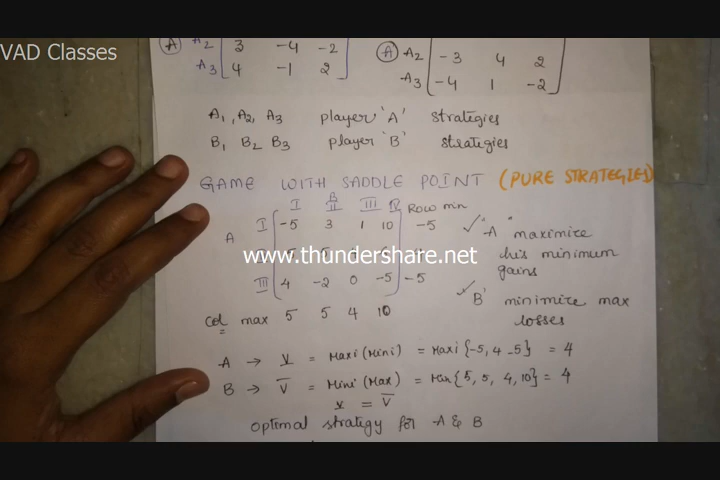 VAD Classes
A A2 3 -4 -2 A A2 -3 4 2
A3 4 -1 2 A3 -4 1 -2
A1, A2, A3 player 'A' strategies
B1 B2 B3 player 'B' strategies
GAME WITH SADDLE POINT (PURE STRATEGIES)
B
I II III IV Row min
I -5 3 1 10 -5 ✓ "A" maximize
A
www.thundershare.net his minimum
gains
III 4 -2 0 -5 -5
✓ B' minimize max
losses
Col max 5 5 4 10
A → V = Maxi (Mini) = Maxi {-5, 4 -5} = 4
B → V̅ = Mini (Max) = Min {5, 5, 4, 10} = 4
V = V̅
optimal strategy for A & B